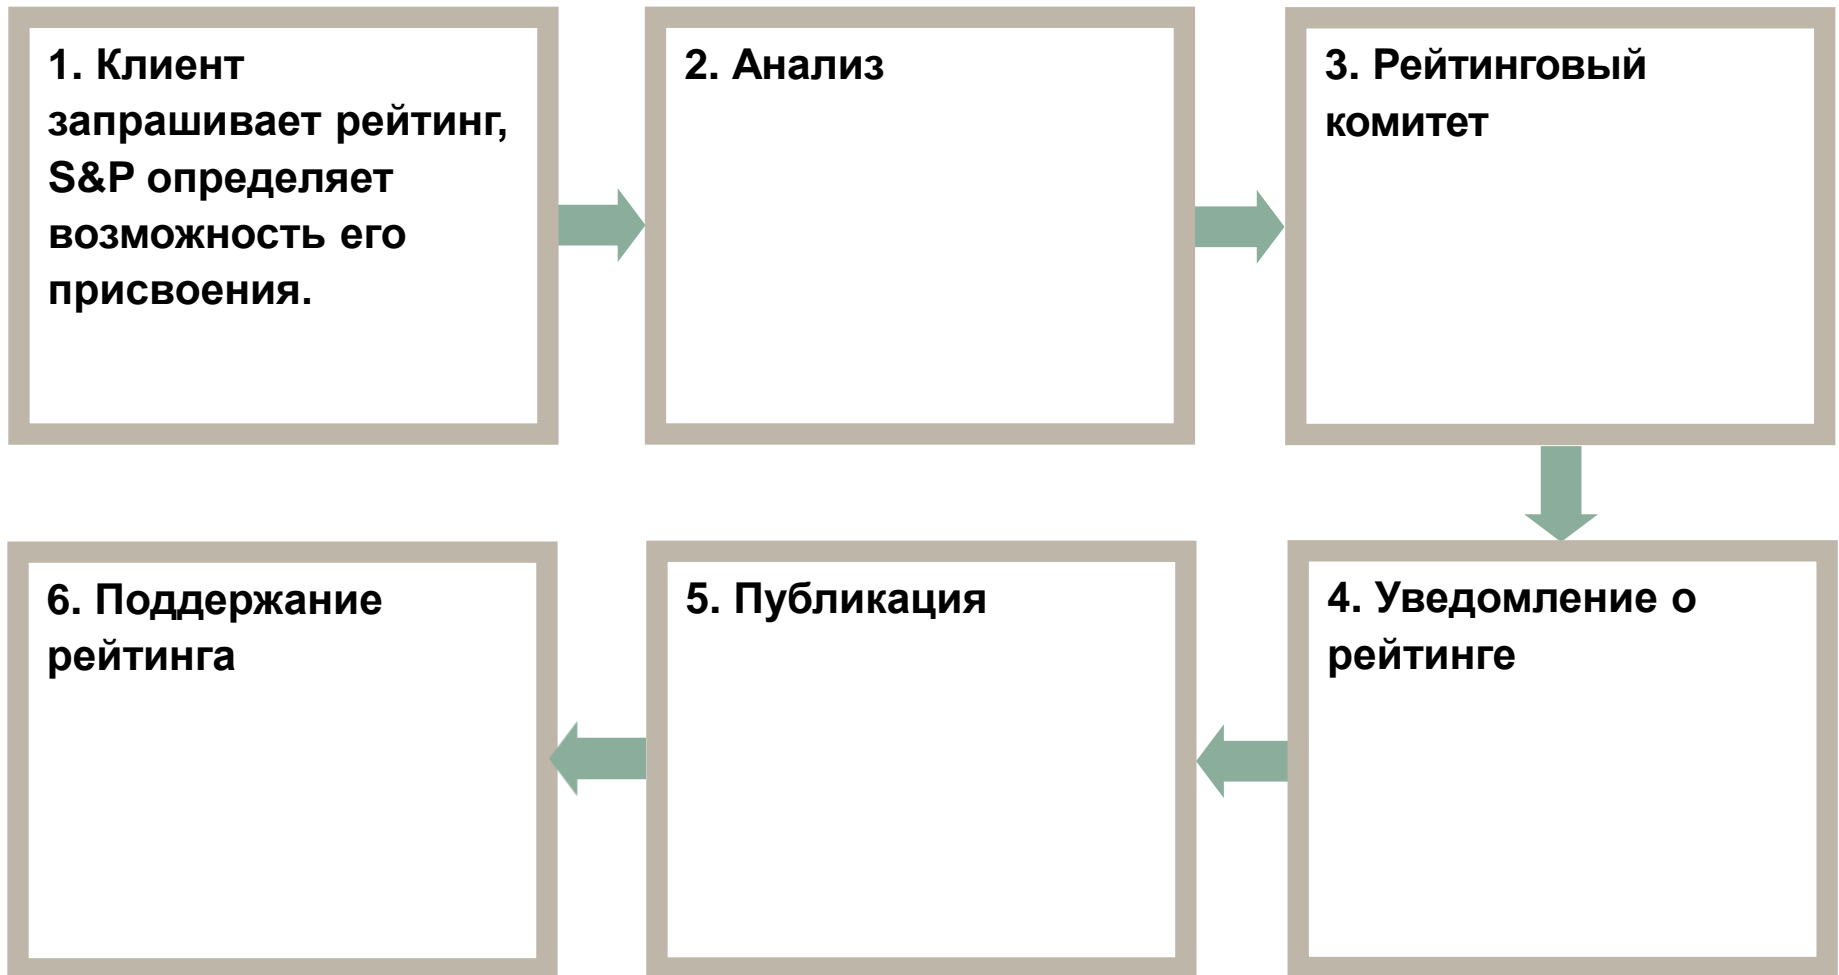 1. Клиент
запрашивает рейтинг,
S&P определяет
возможность его
присвоения.
2. Анализ
3. Рейтинговый
комитет
4. Уведомление о
рейтинге
5. Публикация
6. Поддержание
рейтинга